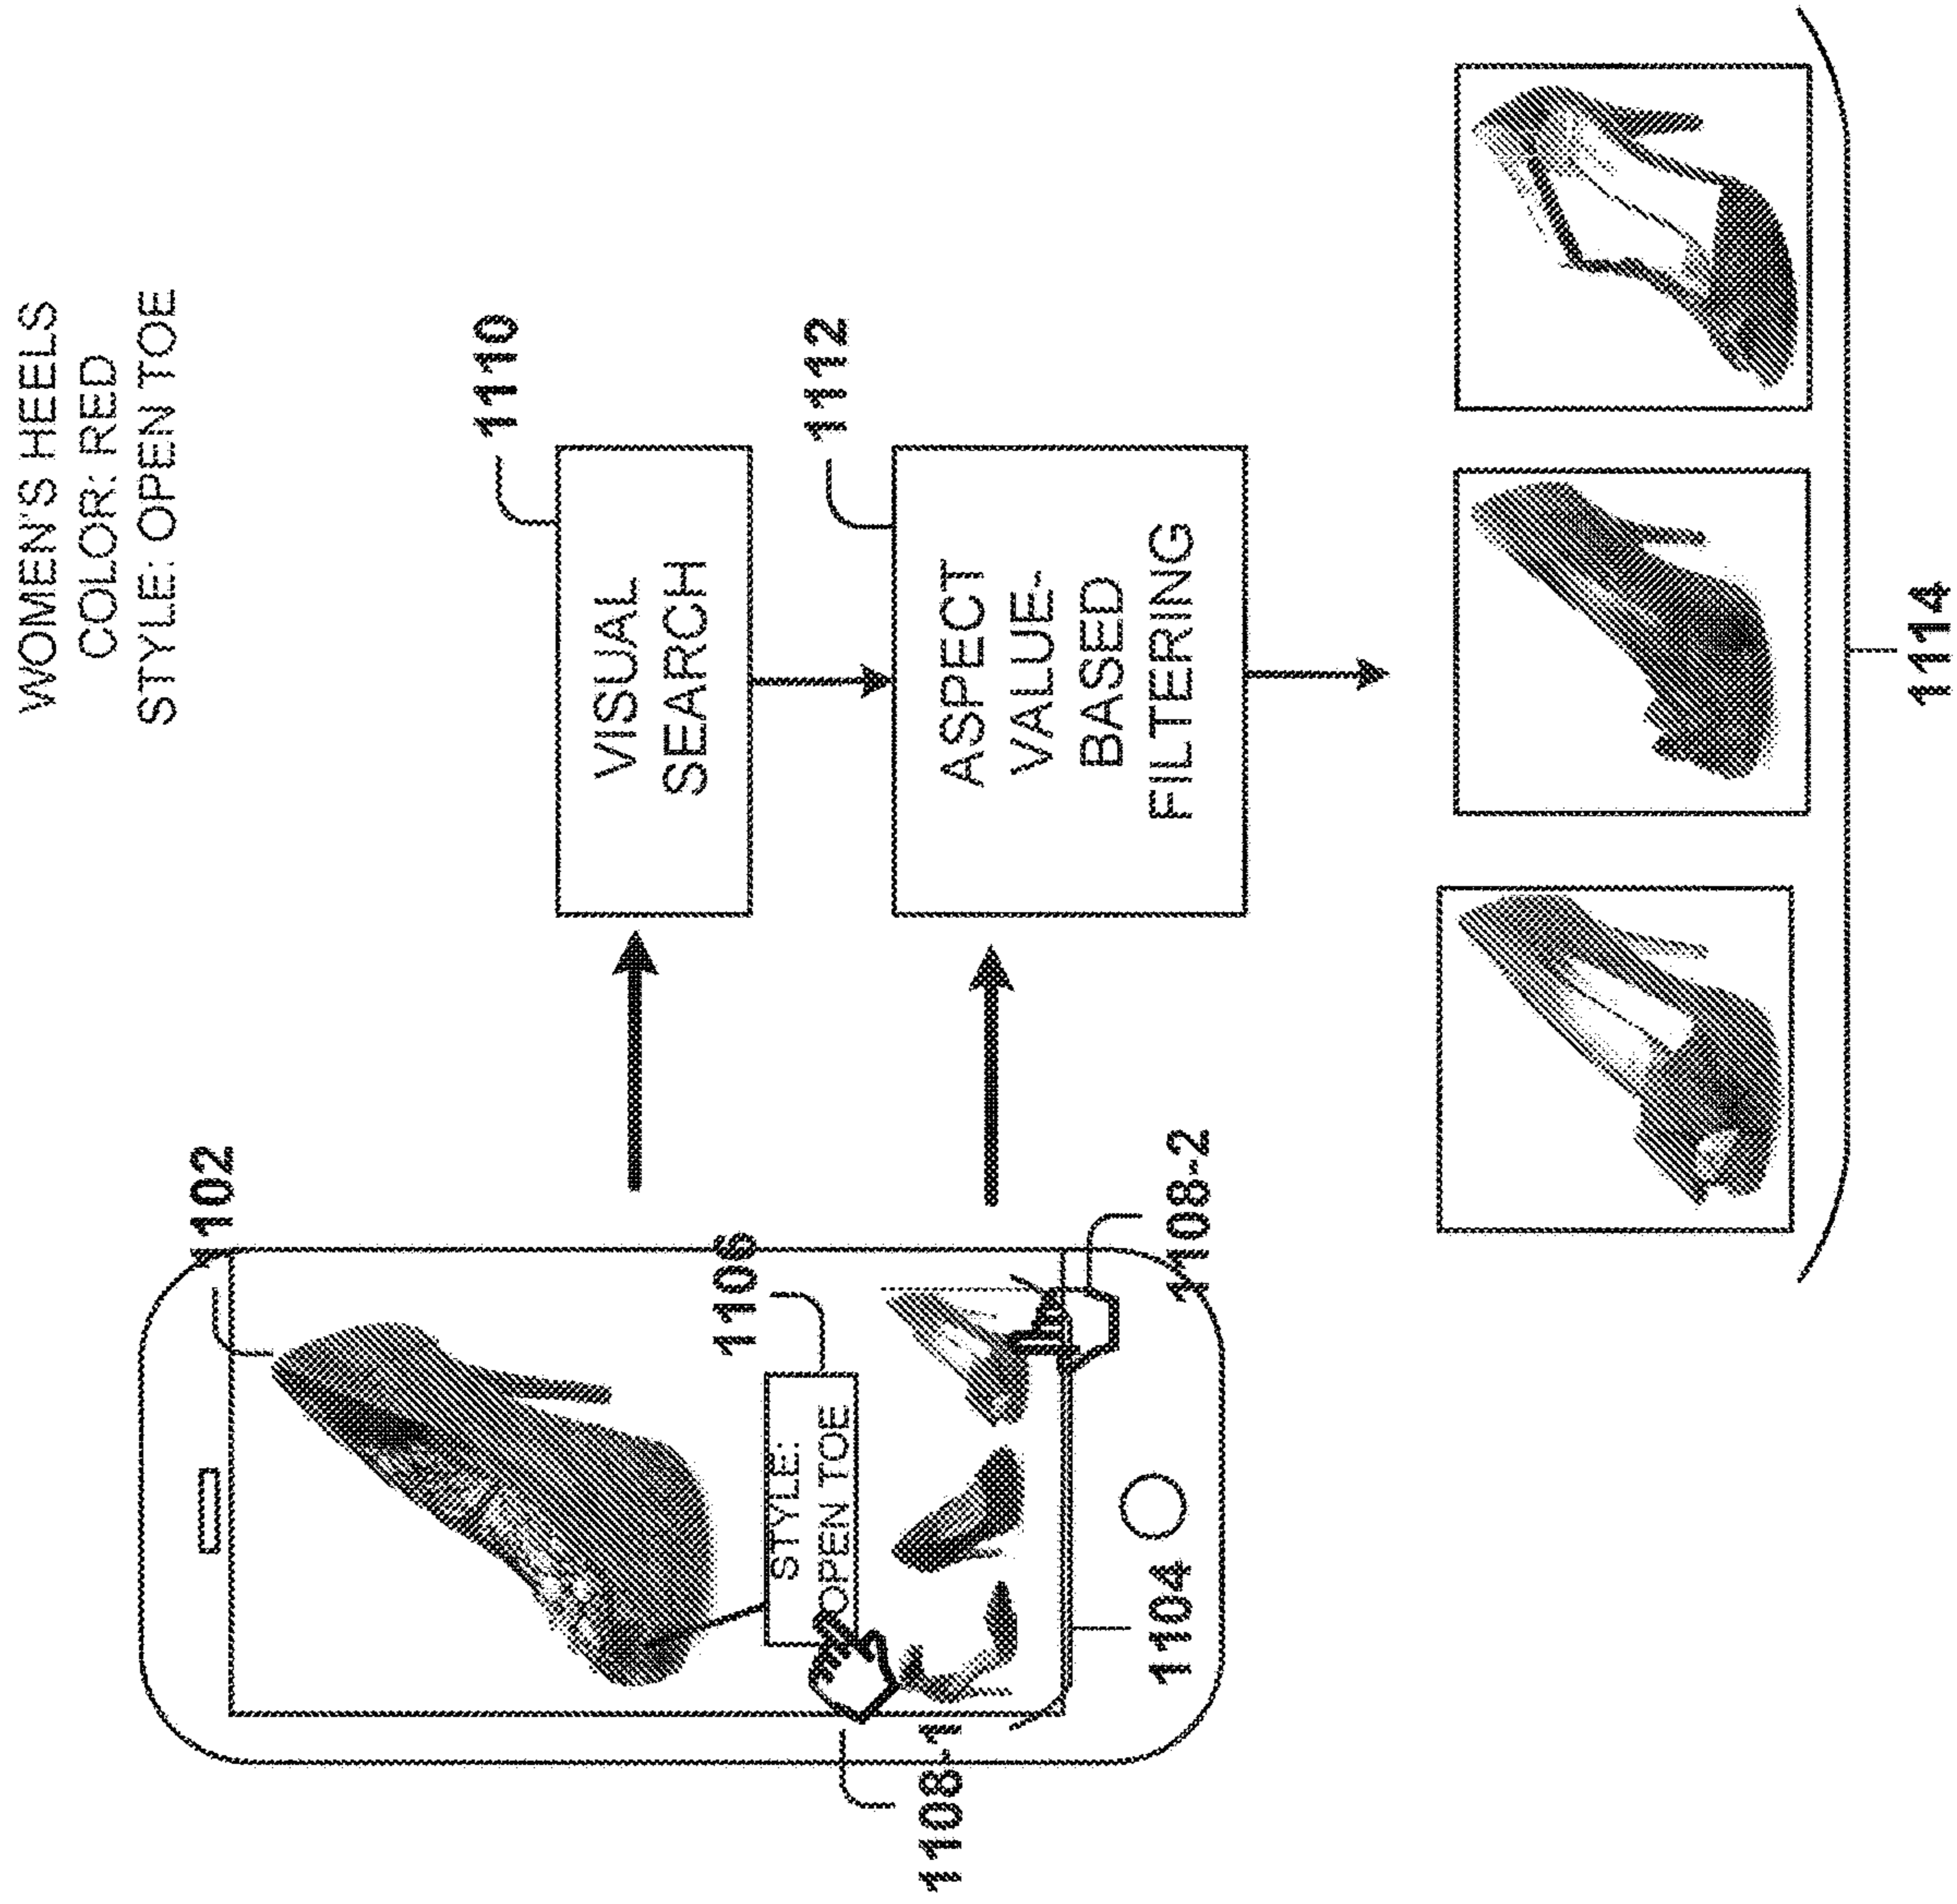 WOMEN'S HEELS
COLOR: RED
STYLE: OPEN TOE
1102
1106
STYLE:
OPEN TOE
1108-1
1104
1108-2
1110
VISUAL
SEARCH
1112
ASPECT
VALUE-
BASED
FILTERING
1114